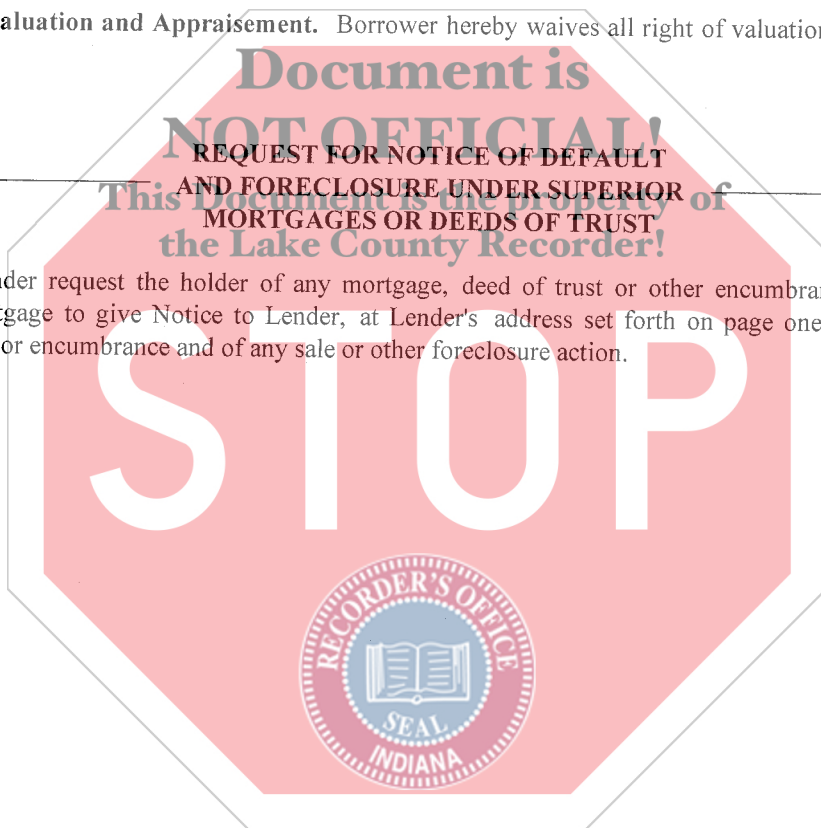 aluation and Appraisement. Borrower hereby waives all right of valuation
Document is
NOT OFFICIAL!
REQUEST FOR NOTICE OF DEFAULT
AND FORECLOSURE UNDER SUPERIOR
This Document is the property of
MORTGAGES OR DEEDS OF TRUST
the Lake County Recorder!
nder request the holder of any mortgage, deed of trust or other encumbra
tgage to give Notice to Lender, at Lender's address set forth on page one
or encumbrance and of any sale or other foreclosure action.
STOP
RECORDER'S OFFICE
SEAL
INDIANA